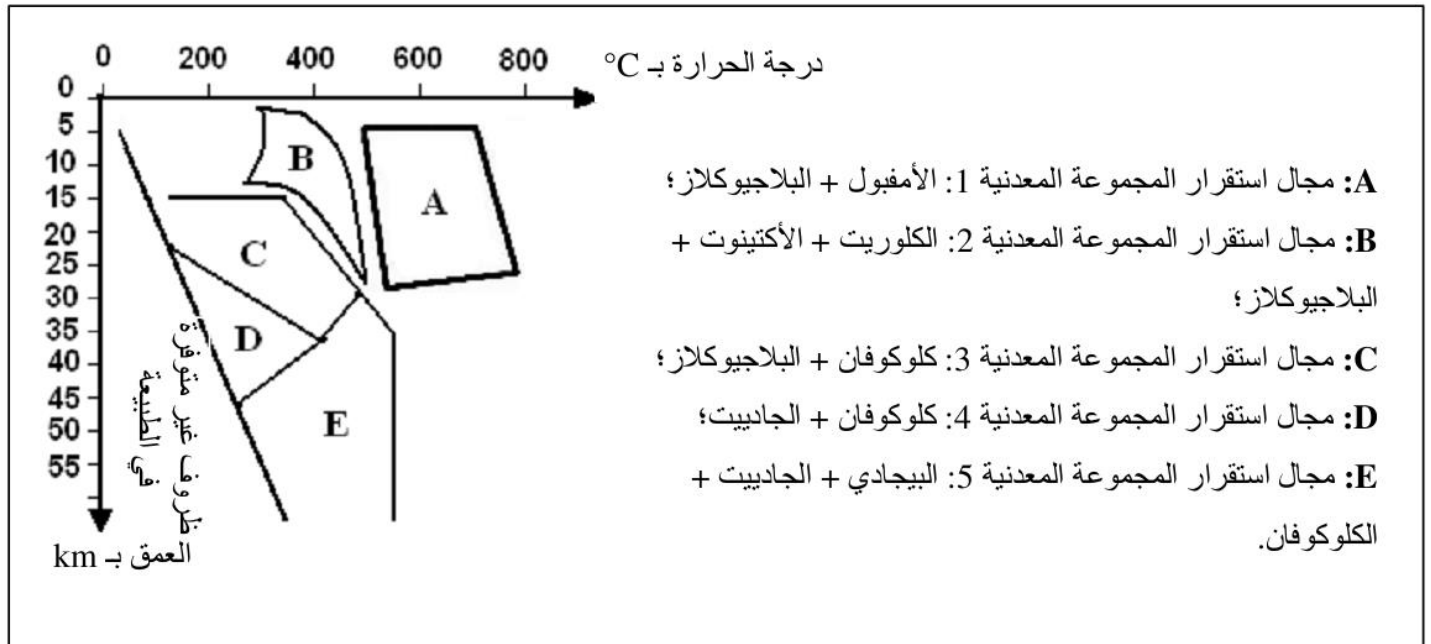 0 200 400 600 800
درجة الحرارة بـ °C
0
5
10
15
20
25
30
35
40
45
50
55
A
B
C
D
E
ظروف غير متوفرة
في الطبيعة
العمق بـ km
A: مجال استقرار المجموعة المعدنية 1: الأمفبول + البلاجيوكلاز؛
B: مجال استقرار المجموعة المعدنية 2: الكلوريت + الأكتينوت +
البلاجيوكلاز؛
C: مجال استقرار المجموعة المعدنية 3: كلوكوفان + البلاجيوكلاز؛
D: مجال استقرار المجموعة المعدنية 4: كلوكوفان + الجادييت؛
E: مجال استقرار المجموعة المعدنية 5: البيجادي + الجادييت +
الكلوكوفان.